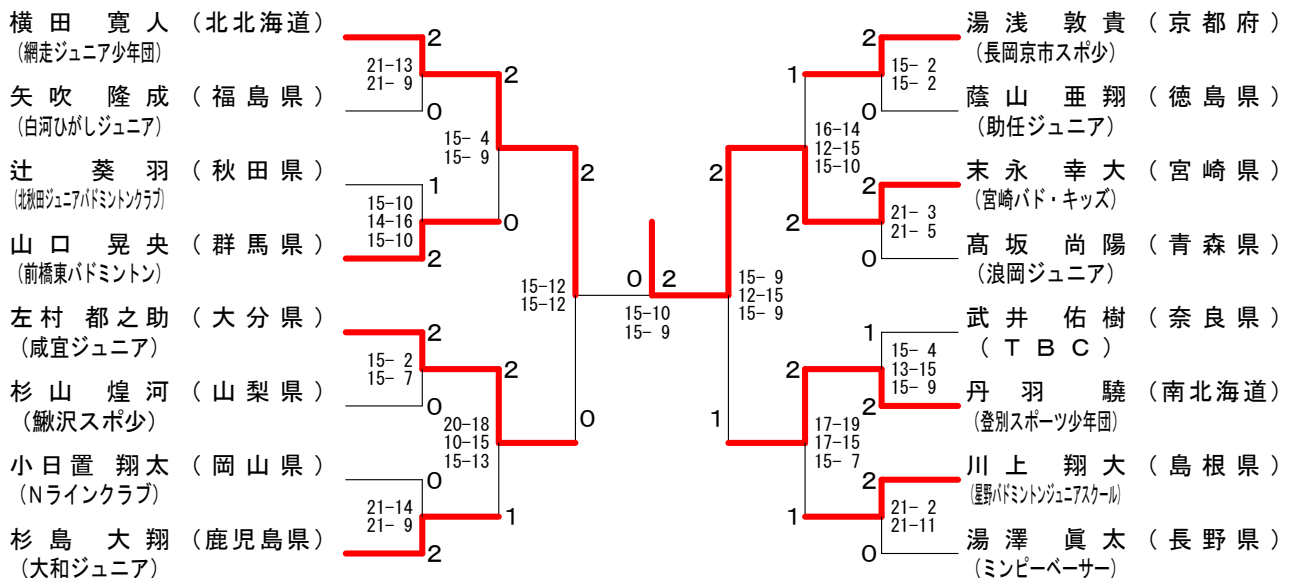 横田 寛人 (北北海道)
(網走ジュニア少年団)
矢吹 隆成 (福島県)
(白河ひがしジュニア)
辻 葵羽 (秋田県)
(北秋田ジュニアバドミントンクラブ)
山口 晃央 (群馬県)
(前橋東バドミントン)
左村 都之助 (大分県)
(咸宜ジュニア)
杉山 煌河 (山梨県)
(鰍沢スポ少)
小日置 翔太 (岡山県)
(Nラインクラブ)
杉島 大翔 (鹿児島県)
(大和ジュニア)
2
21-13
21- 9
0
1
15-10
14-16
15-10
2
2
15- 2
15- 7
0
0
21-14
21- 9
2
2
15- 4
15- 9
0
2
20-18
10-15
15-13
1
2
15-12
15-12
0
0 2
15-10
15- 9
2
15- 9
12-15
15- 9
1
1
16-14
12-15
15-10
2
2
17-19
17-15
15- 7
1
2
15- 2
15- 2
0
2
21- 3
21- 5
0
1
15- 4
13-15
15- 9
2
2
21- 2
21-11
0
湯浅 敦貴 (京都府)
(長岡京市スポ少)
蔭山 亜翔 (徳島県)
(助任ジュニア)
末永 幸大 (宮崎県)
(宮崎バド・キッズ)
髙坂 尚陽 (青森県)
(浪岡ジュニア)
武井 佑樹 (奈良県)
(TBC)
丹羽 驍 (南北海道)
(登別スポーツ少年団)
川上 翔大 (島根県)
(星野バドミントンジュニアスクール)
湯澤 眞太 (長野県)
(ミンピーベーサー)